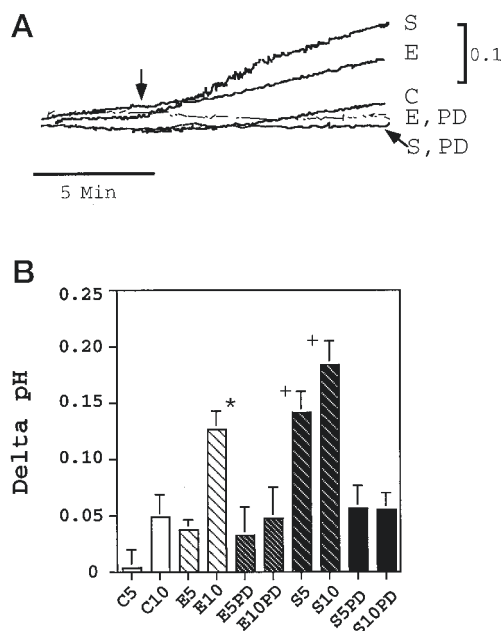 A
S
0.1
E
C
E, PD
S, PD
5 Min
B
Delta pH
0.25
0.20
0.15
0.10
0.05
0
*
+
+
C5
C10
E5
E10
E5PD
E10PD
S5
S10
S5PD
S10PD